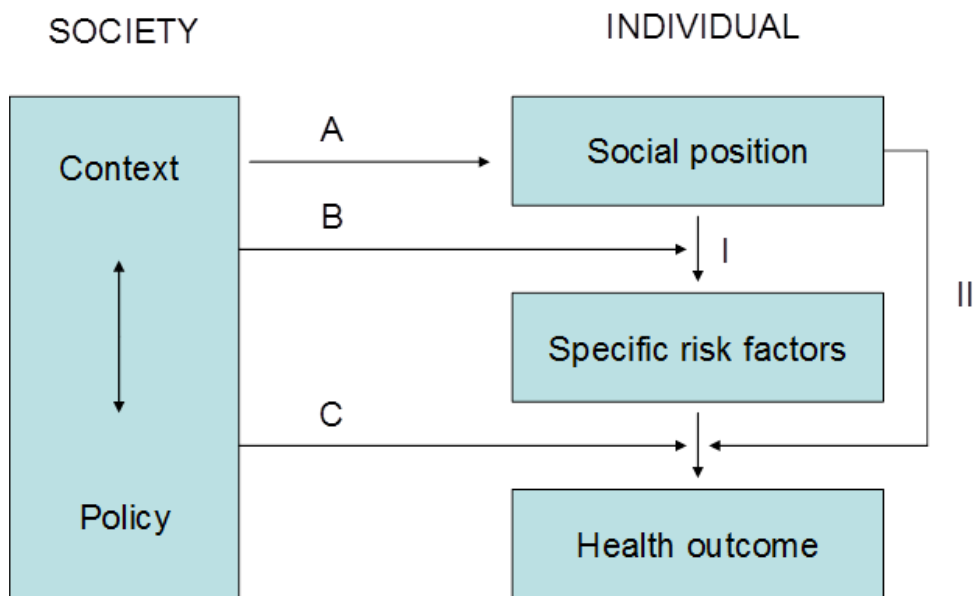 SOCIETY
INDIVIDUAL
Context
A
Social position
B
I
II
Specific risk factors
C
Policy
Health outcome